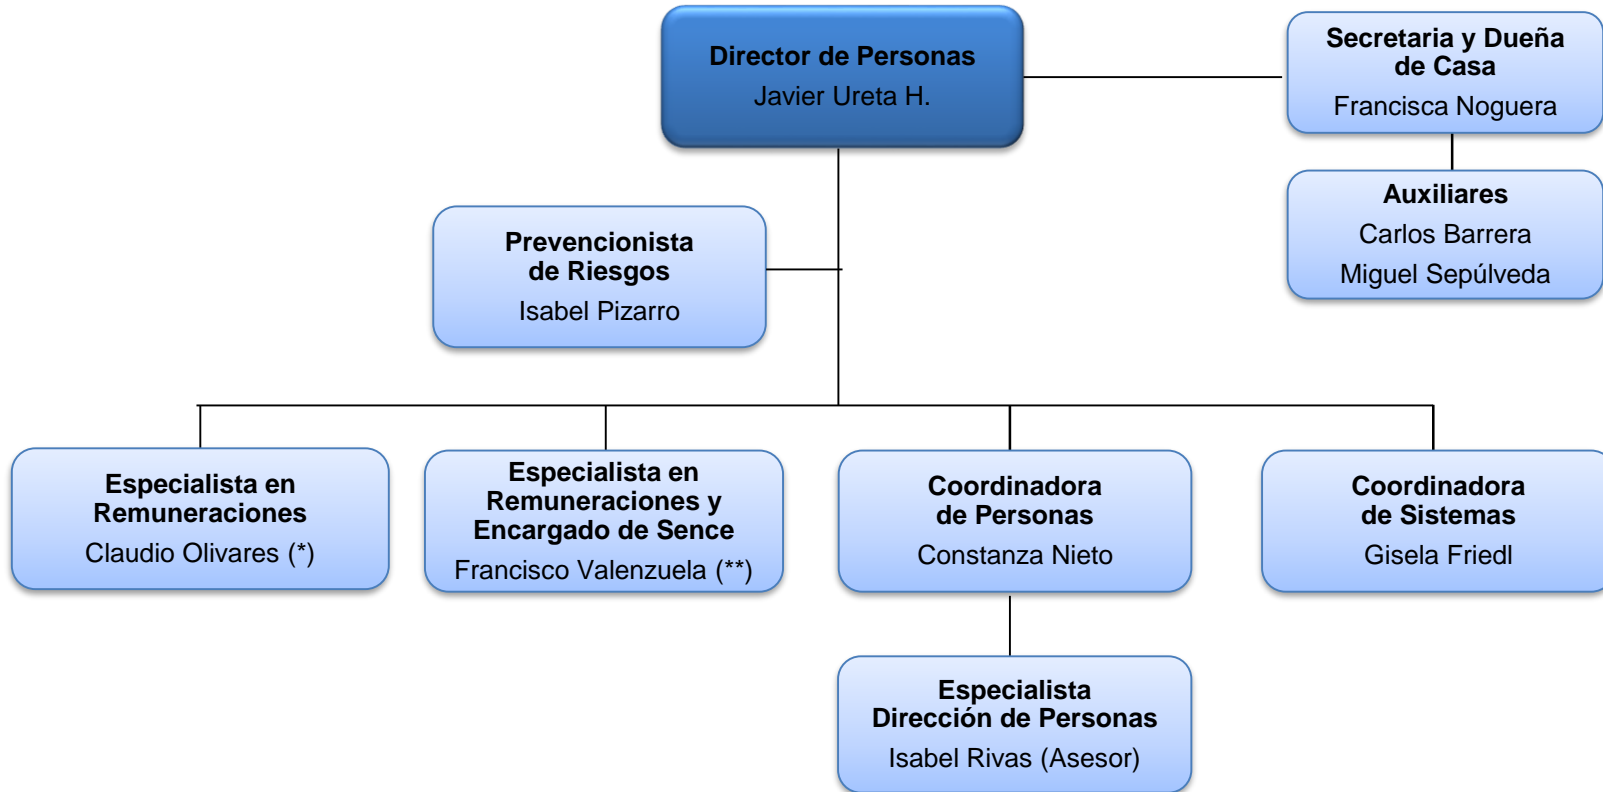 Director de Personas
Javier Ureta H.
Secretaria y Dueña
de Casa
Francisca Noguera
Auxiliares
Carlos Barrera
Miguel Sepúlveda
Prevencionista
de Riesgos
Isabel Pizarro
Especialista en
Remuneraciones
Claudio Olivares (*)
Especialista en
Remuneraciones y
Encargado de Sence
Francisco Valenzuela (**)
Coordinadora
de Personas
Constanza Nieto
Coordinadora
de Sistemas
Gisela Friedl
Especialista
Dirección de Personas
Isabel Rivas (Asesor)